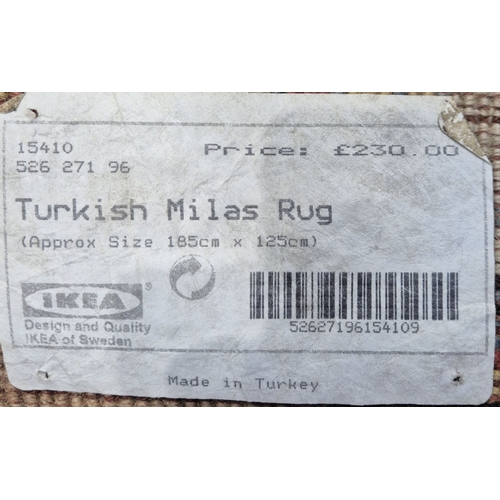 15410
Price: £230.00
526 271 96
Turkish Milas Rug
(Approx Size 185cm x 125cm)
IKEA®
Design and Quality
IKEA of Sweden
52627196154109
Made in Turkey